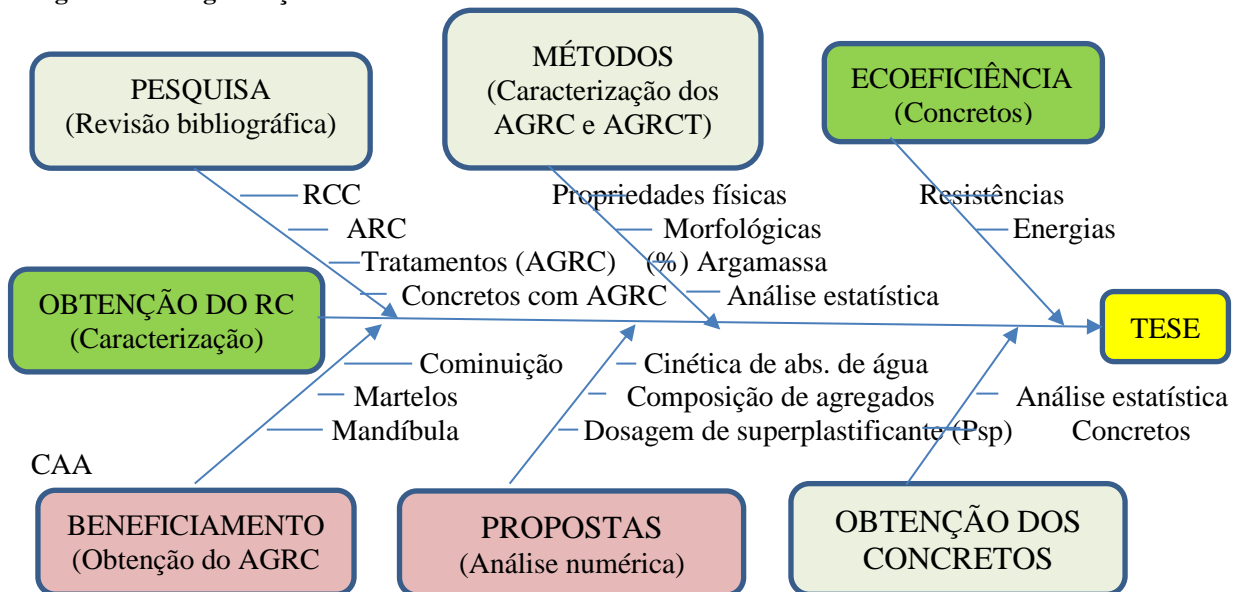 MÉTODOS
(Caracterização dos
AGRC e AGRCT)
PESQUISA
(Revisão bibliográfica)
ECOEFICIÊNCIA
(Concretos)
RCC
ARC
Tratamentos (AGRC)
Concretos com AGRC
Propriedades físicas
Morfológicas
(%) Argamassa
Análise estatística
Resistências
Energias
OBTENÇÃO DO RC
(Caracterização)
TESE
Cominuição
Martelos
Mandíbula
Cinética de abs. de água
Composição de agregados
Dosagem de superplastificante (Psp)
Análise estatística
Concretos
CAA
BENEFICIAMENTO
(Obtenção do AGRC
PROPOSTAS
(Análise numérica)
OBTENÇÃO DOS
CONCRETOS